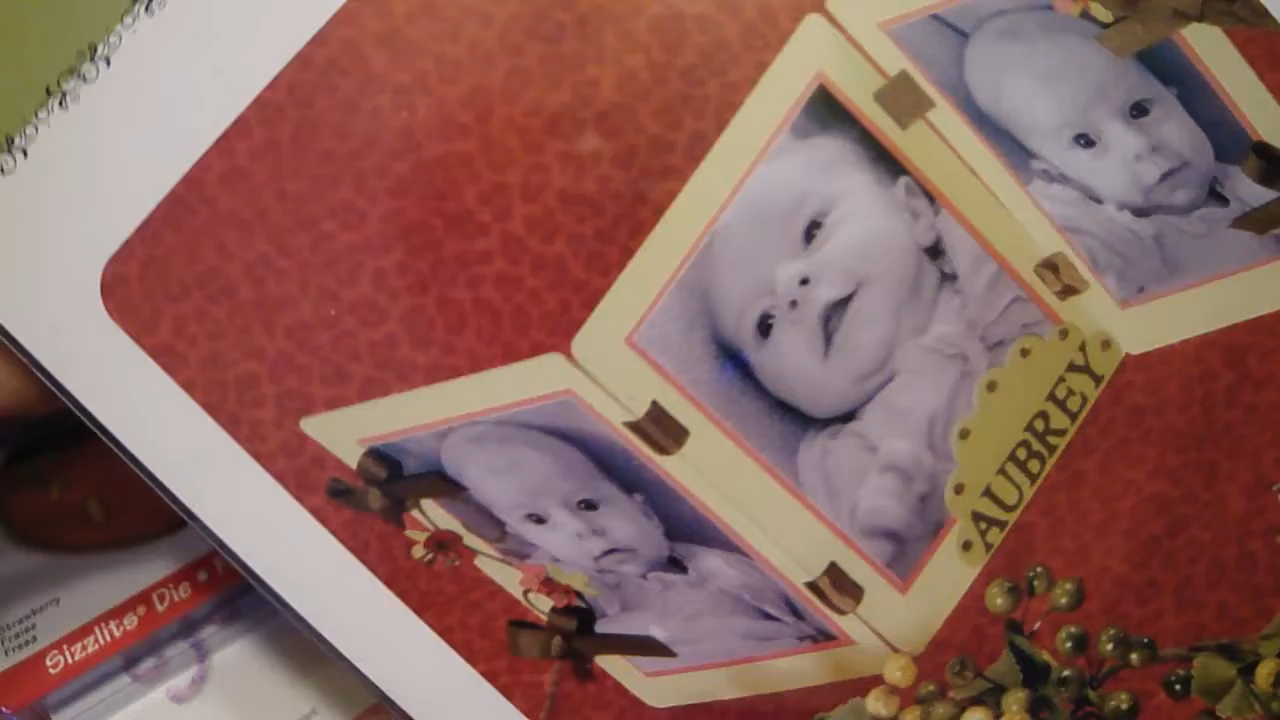 AUBREY
Strawberry
Fraise
Fresa
Sizzlits® Die •